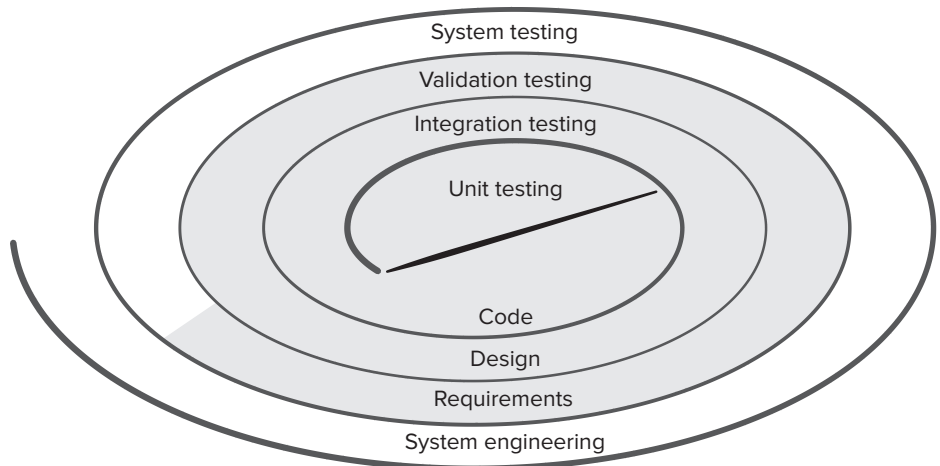 System testing
Validation testing
Integration testing
Unit testing
Code
Design
Requirements
System engineering